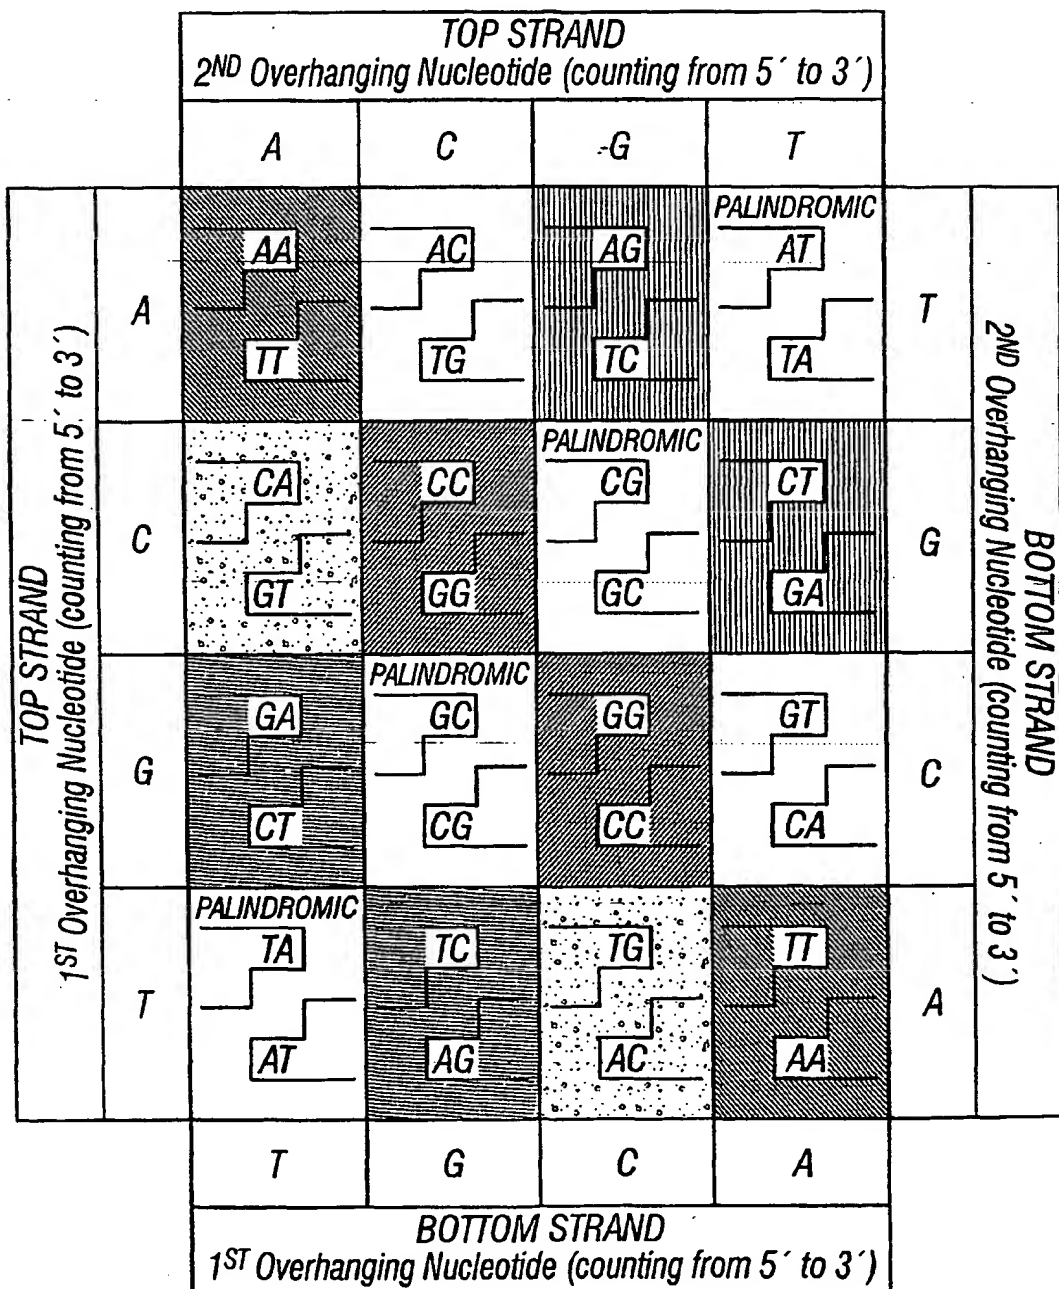 TOP STRAND
2ND Overhanging Nucleotide (counting from 5´ to 3´)
A C G T
TOP STRAND
1ST Overhanging Nucleotide (counting from 5´ to 3´)
A
AA
TT
AC
TG
AG
TC
PALINDROMIC
AT
TA
T
C
CA
GT
CC
GG
PALINDROMIC
CG
GC
CT
GA
G
G
GA
CT
PALINDROMIC
GC
CG
GG
CC
GT
CA
C
T
PALINDROMIC
TA
AT
TC
AG
TG
AC
TT
AA
A
BOTTOM STRAND
2ND Overhanging Nucleotide (counting from 5´ to 3´)
T G C A
BOTTOM STRAND
1ST Overhanging Nucleotide (counting from 5´ to 3´)